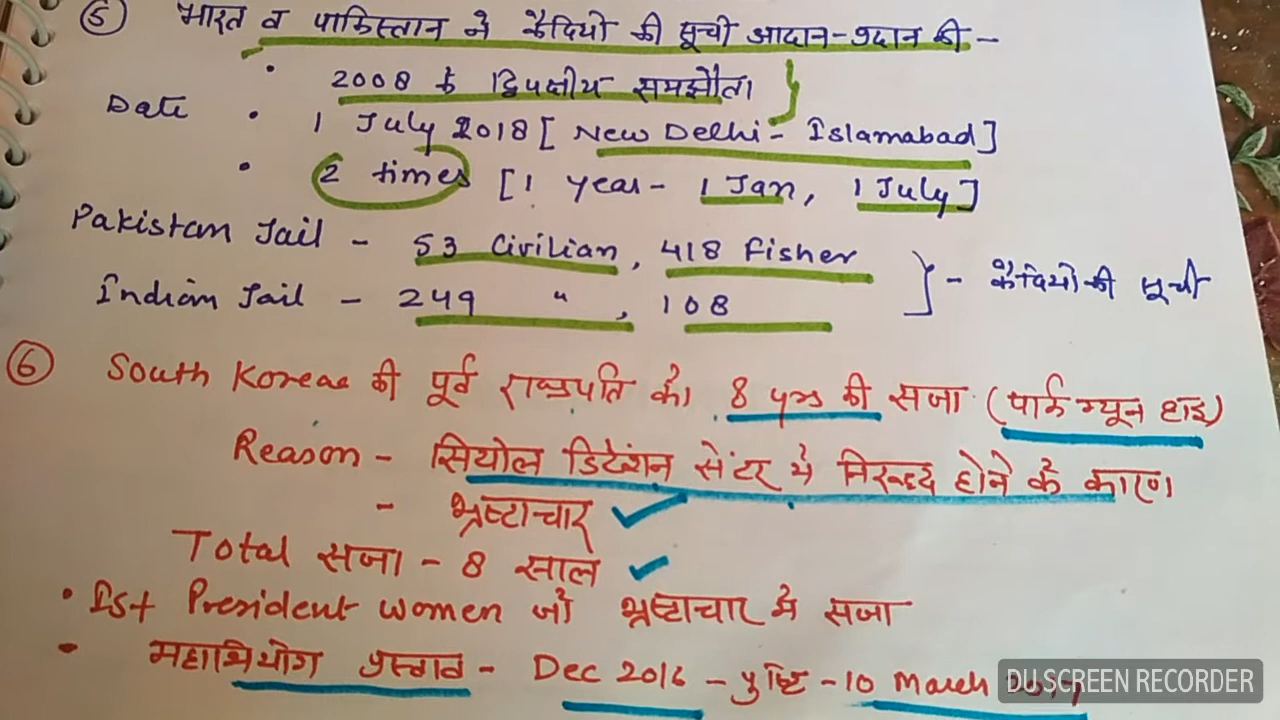 ⑤ भारत व पाकिस्तान ने कैदियों की सूची आदान-प्रदान की -
• 2008 के द्विपक्षीय समझौता
Date • 1 July 2018 [ New Delhi - Islamabad ]
• 2 times [ 1 year - 1 Jan, 1 July ]
Pakistan Jail - 53 Civilian, 418 Fisher
Indian Jail - 249 " , 108 } - कैदियों की सूची
⑥ South Korea की पूर्व राष्ट्रपति को 8 yrs की सजा (पार्क ग्यून हाइ)
Reason - सियोल डिटेंशन सेंटर मे निरूद्ध होने के कारण
- भ्रष्टाचार ✓
Total सजा - 8 साल ✓
• Ist President women जो भ्रष्टाचार मे सजा
• महाभियोग प्रस्ताव - Dec 2016 - पुष्टि - 10 March
DU SCREEN RECORDER